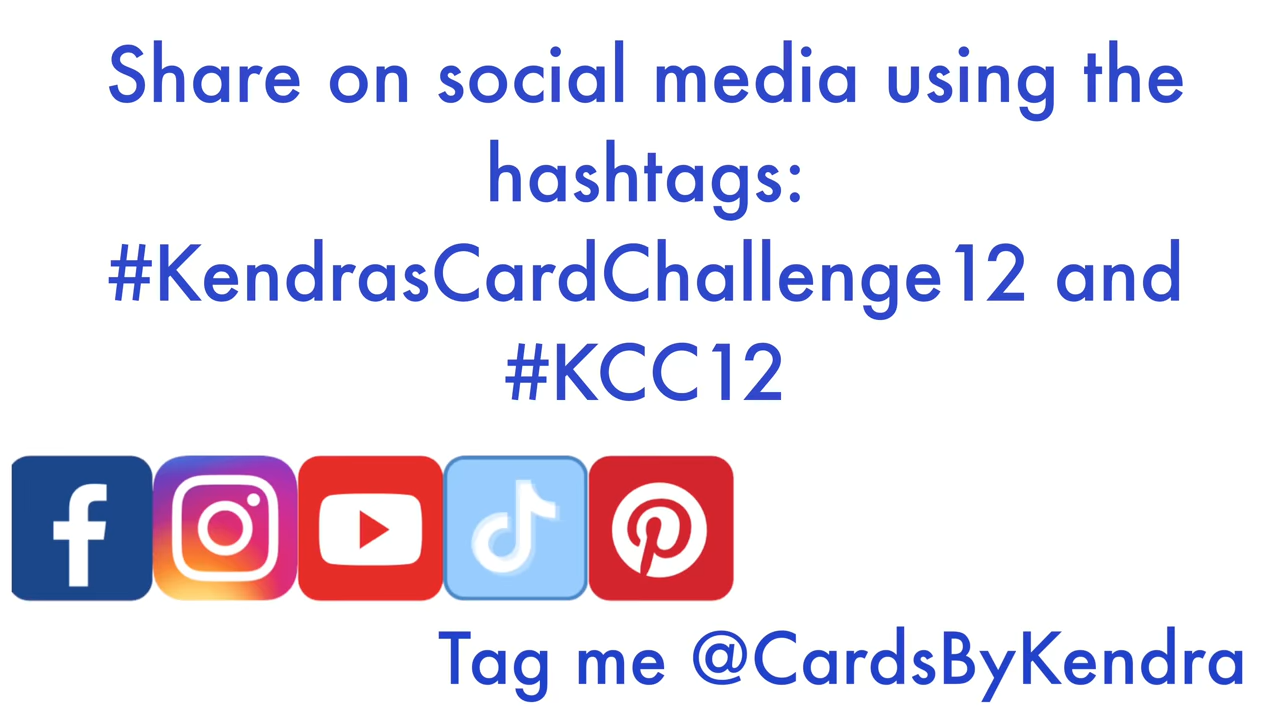 Share on social media using the
hashtags:
#KendrasCardChallenge12 and
#KCC12
Tag me @CardsByKendra